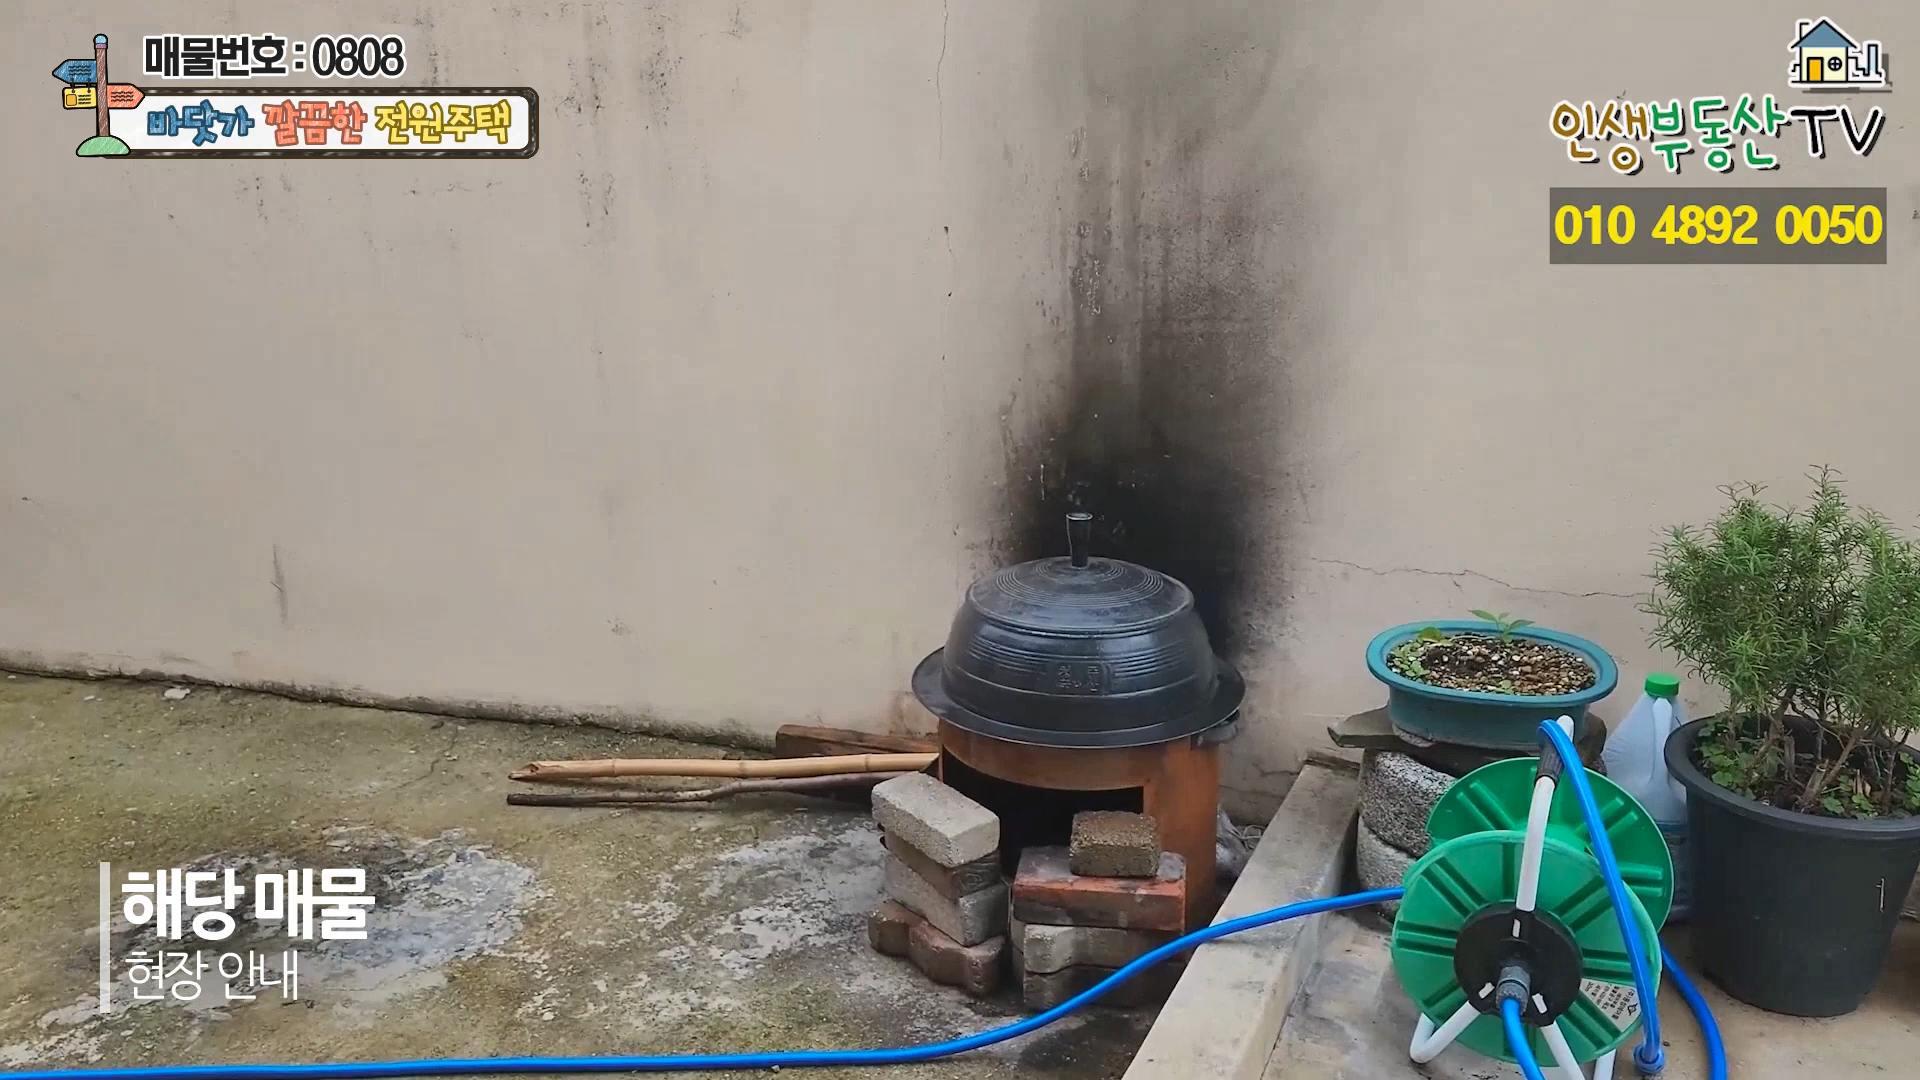 매물번호 : 0808
바닷가 깔끔한 전원주택
인생부동산TV
010 4892 0050
해당 매물
현장 안내